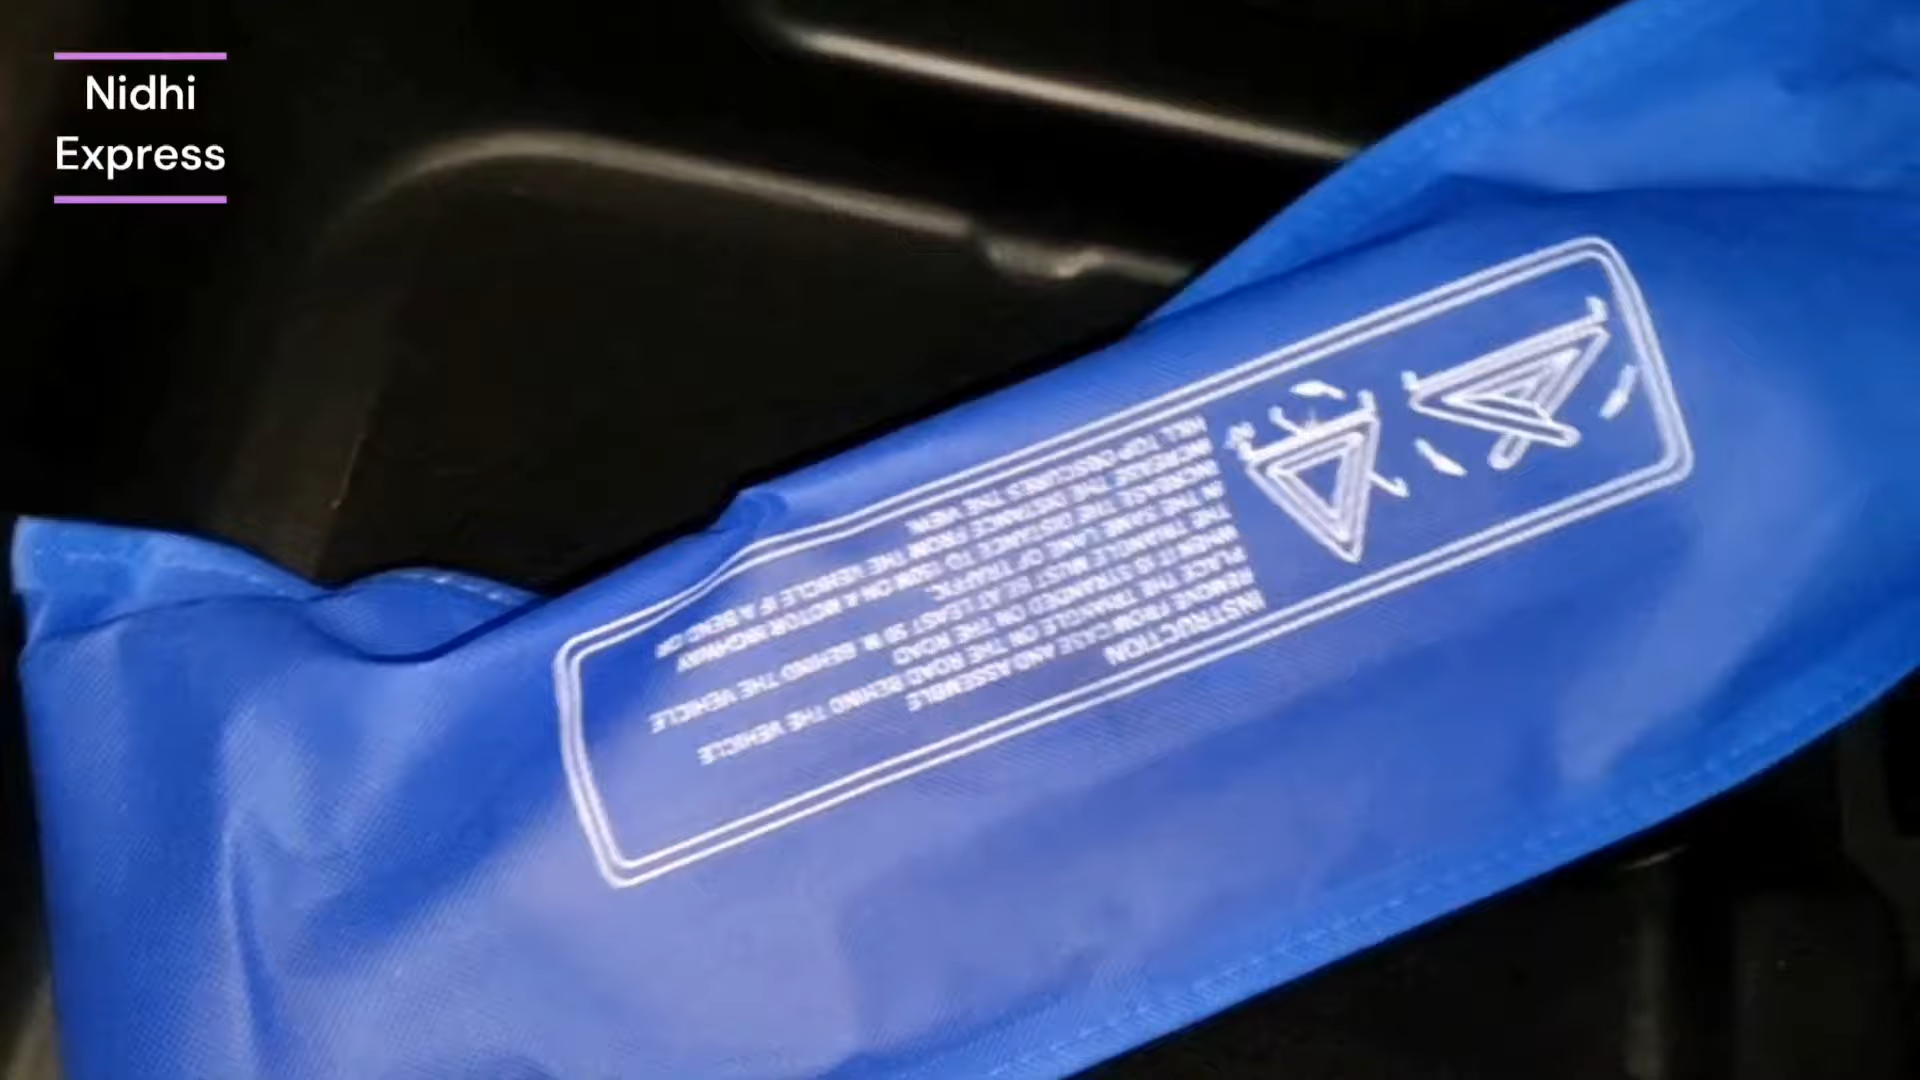 Nidhi
Express
INSTRUCTION
REMOVE FROM CASE AND ASSEMBLE
PLACE THE TRIANGLE ON THE ROAD BEHIND THE VEHICLE
WHEN IT IS STRANDED ON THE ROAD
THE TRIANGLE MUST BE AT LEAST 50 M. BEHIND THE VEHICLE
IN THE SAME LANE OF TRAFFIC.
INCREASE THE DISTANCE TO 150M ON A MOTOR HIGHWAY
INCREASE THE DISTANCE FROM THE VEHICLE IF A BEND OR
HILL TOP OBSCURES THE VIEW.